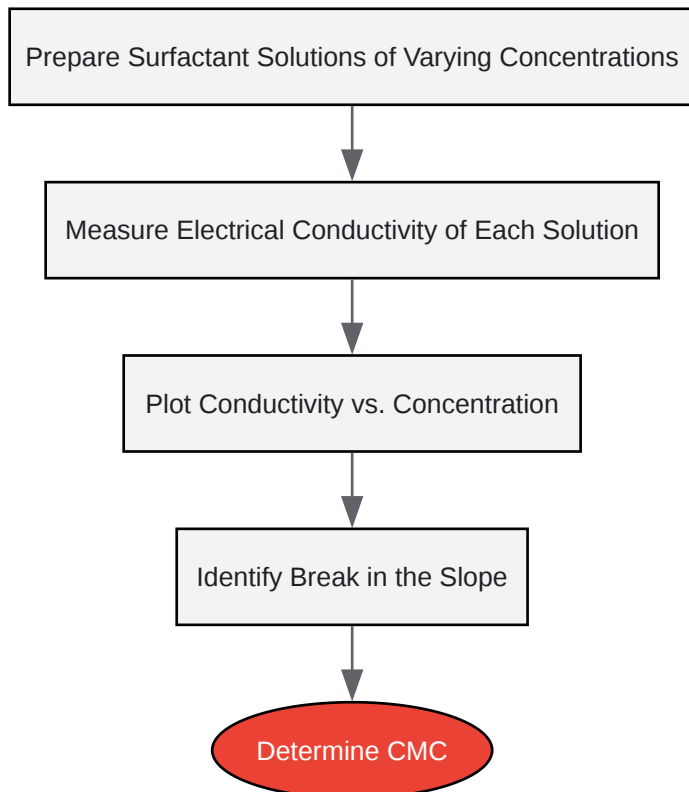 Prepare Surfactant Solutions of Varying Concentrations
Measure Electrical Conductivity of Each Solution
Plot Conductivity vs. Concentration
Identify Break in the Slope
Determine CMC